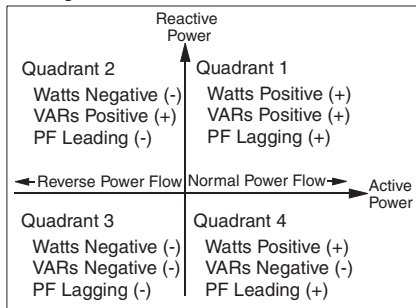 Reactive
Power
Quadrant 2
Watts Negative (-)
VARs Positive (+)
PF Leading (-)
Quadrant 1
Watts Positive (+)
VARs Positive (+)
PF Lagging (+)
Reverse Power Flow
Normal Power Flow
Active
Power
Quadrant 3
Watts Negative (-)
VARs Negative (-)
PF Lagging (-)
Quadrant 4
Watts Positive (+)
VARs Negative (-)
PF Leading (+)